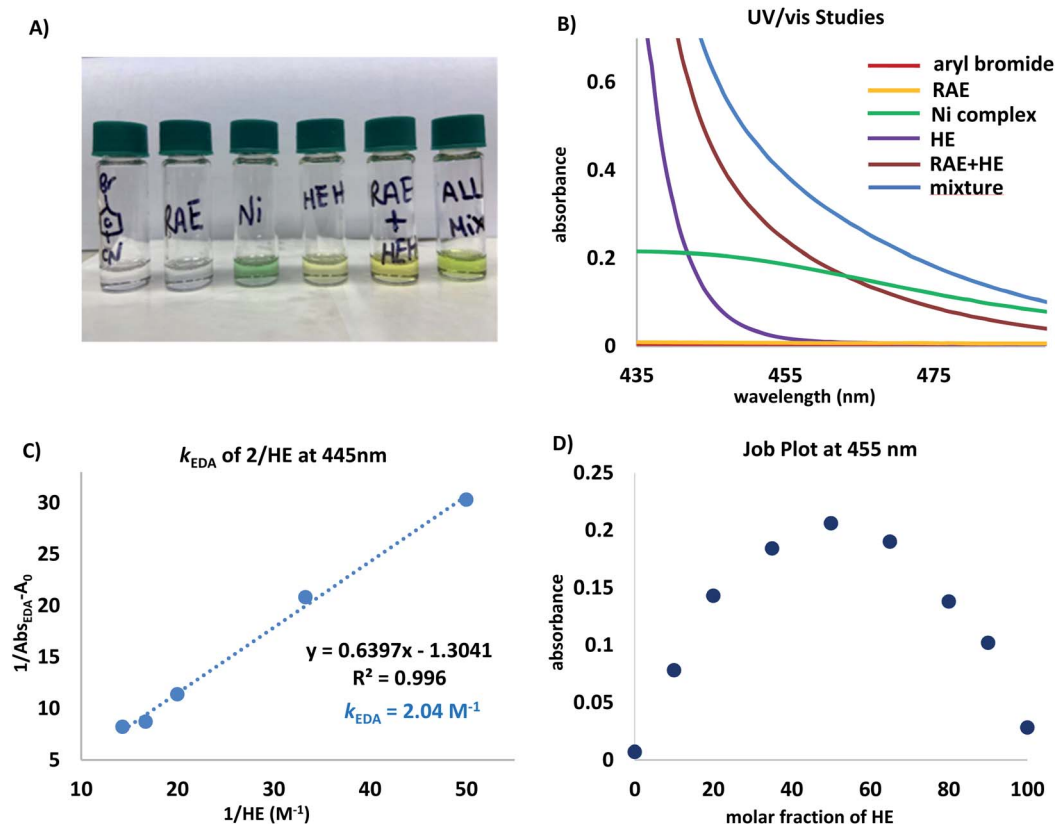 A)
Br
CN
RAE
Ni
HEH
RAE
+
HEH
ALL
Mix
B)
UV/vis Studies
absorbance
0.6
0.4
0.2
0
435
455
475
wavelength (nm)
aryl bromide
RAE
Ni complex
HE
RAE+HE
mixture
C)
kEDA of 2/HE at 445nm
1/AbsEDA-A0
30
25
20
15
10
5
y = 0.6397x - 1.3041
R² = 0.996
kEDA = 2.04 M-1
10
20
30
40
50
1/HE (M-1)
D)
Job Plot at 455 nm
absorbance
0.25
0.2
0.15
0.1
0.05
0
0
20
40
60
80
100
molar fraction of HE